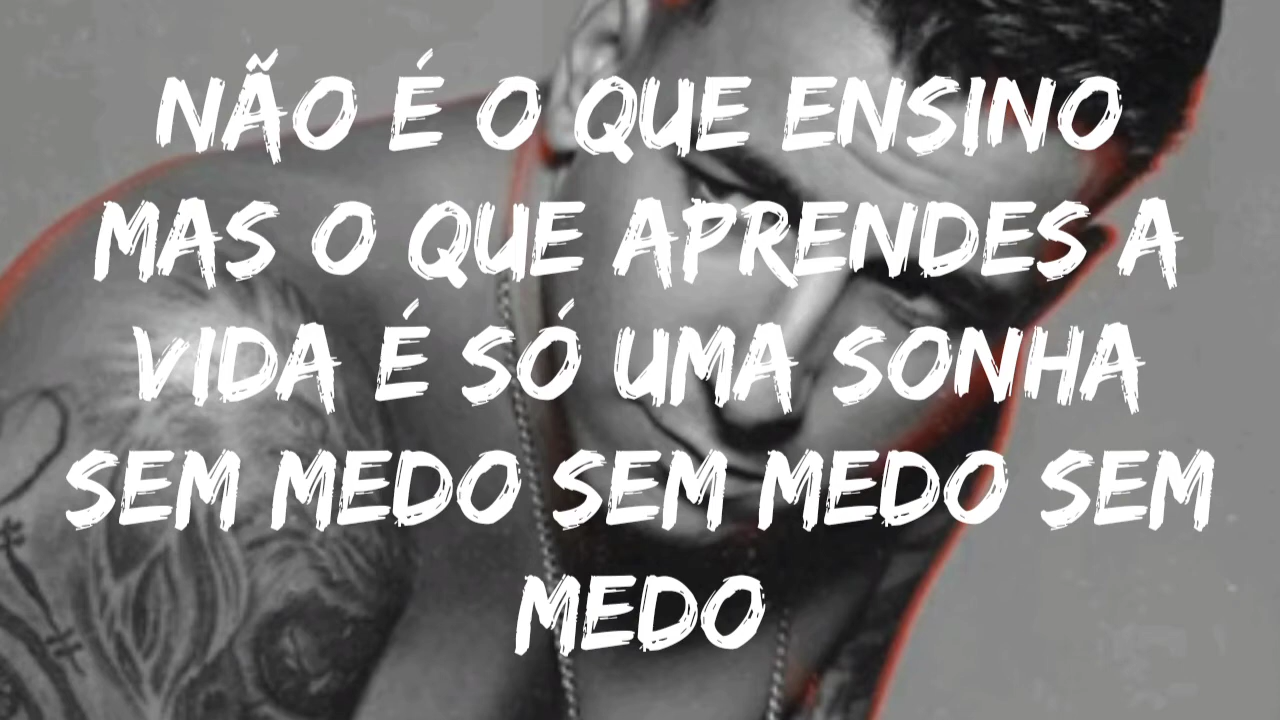 NÃO É O QUE ENSINO
MAS O QUE APRENDES A
VIDA É SÓ UMA SONHA
SEM MEDO SEM MEDO SEM
MEDO